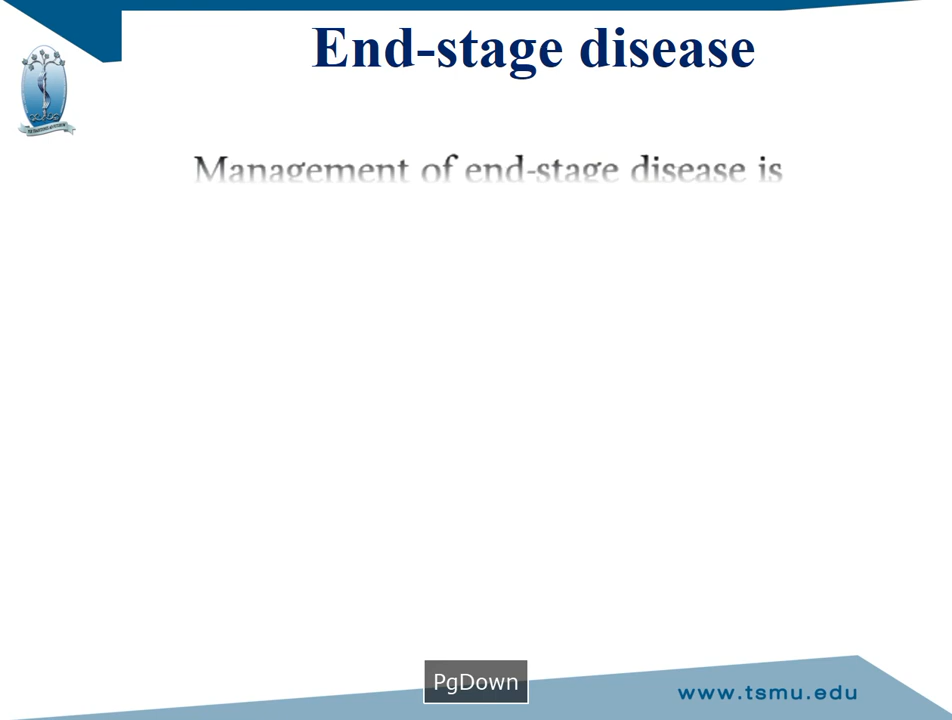 End-stage disease
Management of end-stage disease is
PgDown
www.tsmu.edu